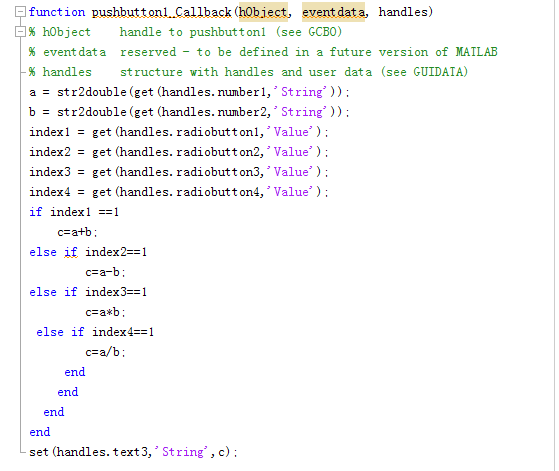 function pushbutton1_Callback(hObject, eventdata, handles)
% hObject    handle to pushbutton1 (see GCBO)
% eventdata  reserved - to be defined in a future version of MATLAB
% handles    structure with handles and user data (see GUIDATA)
a = str2double(get(handles.number1,'String'));
b = str2double(get(handles.number2,'String'));
index1 = get(handles.radiobutton1,'Value');
index2 = get(handles.radiobutton2,'Value');
index3 = get(handles.radiobutton3,'Value');
index4 = get(handles.radiobutton4,'Value');
if index1 ==1
    c=a+b;
else if index2==1
        c=a-b;
else if index3==1
        c=a*b;
 else if index4==1
        c=a/b;
     end
    end
  end
end
set(handles.text3,'String',c);